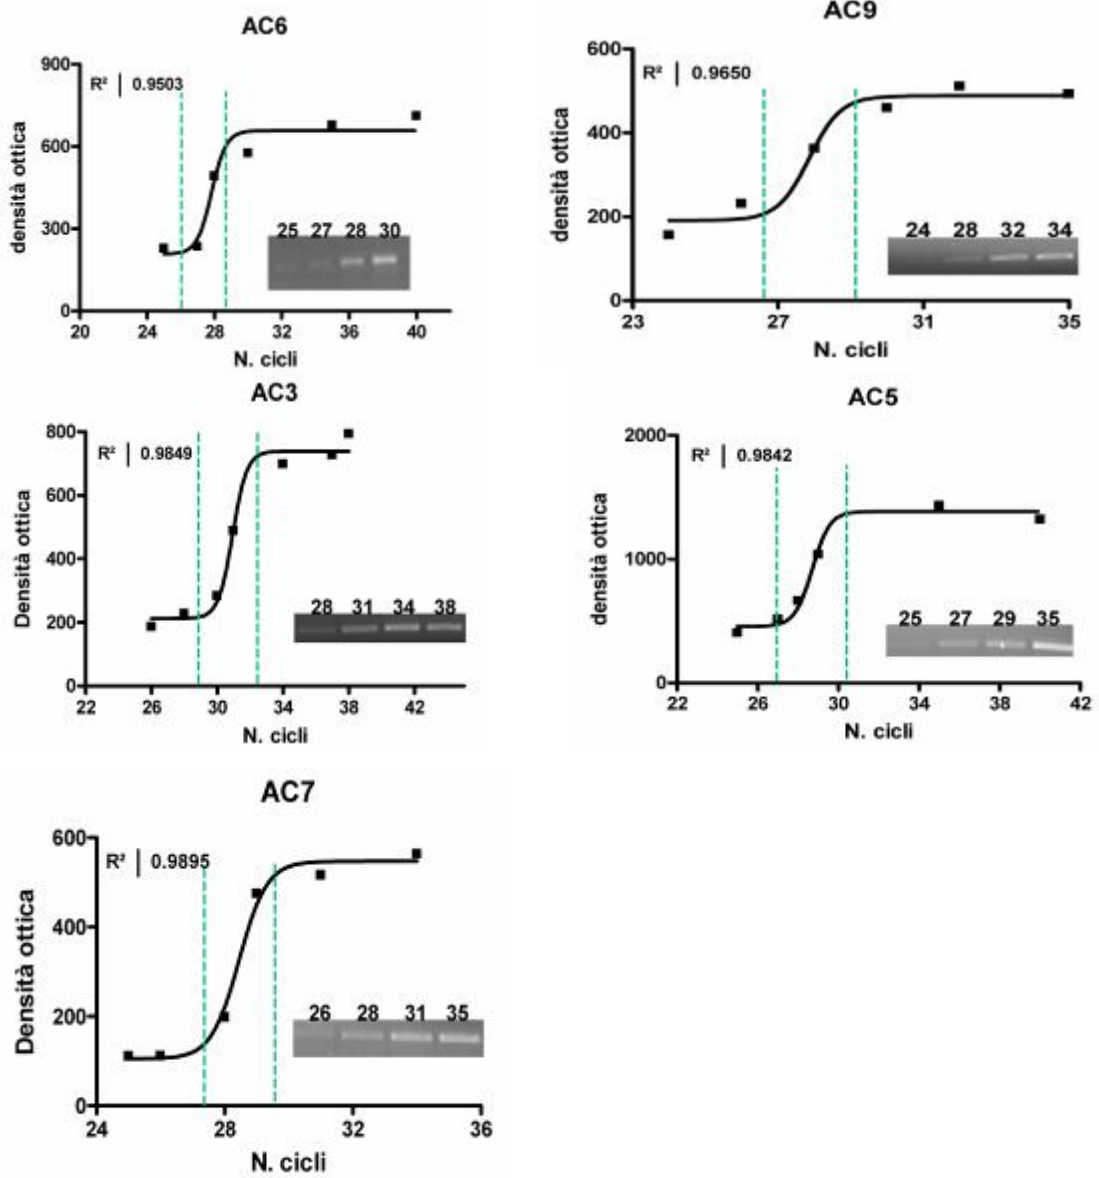 AC6
900
R² | 0.9503
600
densità ottica
300
25 27 28 30
0
20 24 28 32 36 40
N. cicli
AC9
600
R² | 0.9650
400
densità ottica
200
24 28 32 34
0
23 27 31 35
N. cicli
AC3
800
R² | 0.9849
600
Densità ottica
400
200
28 31 34 38
0
22 26 30 34 38 42
N. cicli
AC5
2000
R² | 0.9842
densità ottica
1000
25 27 29 35
0
22 26 30 34 38 42
N. cicli
AC7
600
R² | 0.9895
400
Densità ottica
200
26 28 31 35
0
24 28 32 36
N. cicli